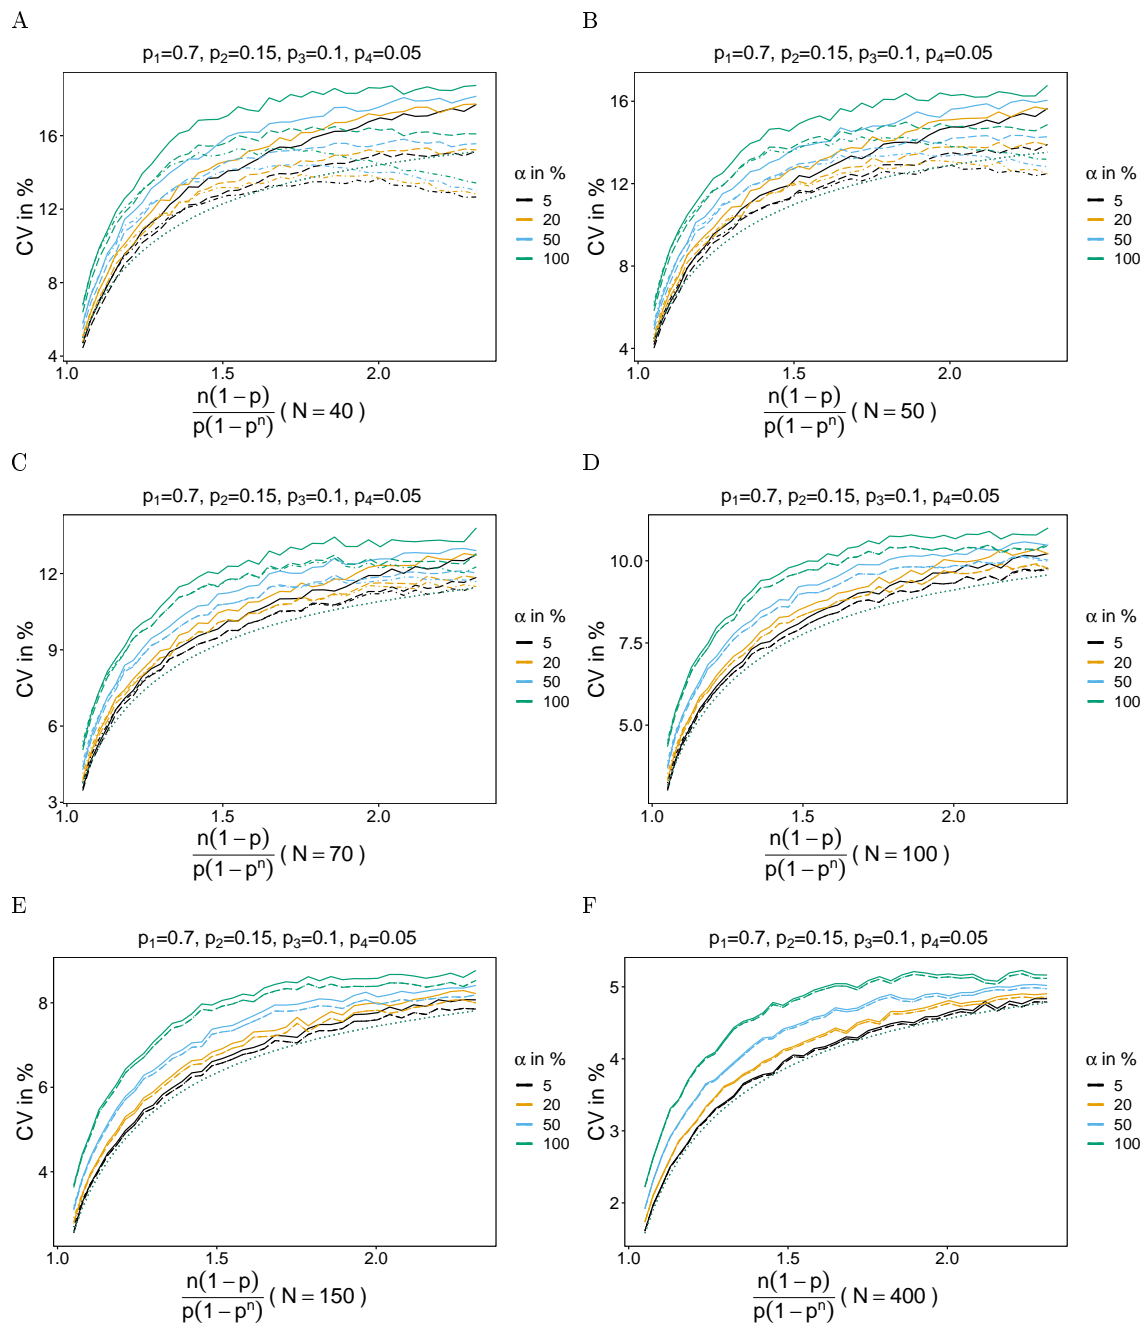 A
p1=0.7, p2=0.15, p3=0.1, p4=0.05
CV in %
16
12
8
4
1.0 1.5 2.0
n(1−p)
p(1−pⁿ) ( N = 40 )
α in %
5
20
50
100
B
p1=0.7, p2=0.15, p3=0.1, p4=0.05
CV in %
16
12
8
4
1.0 1.5 2.0
n(1−p)
p(1−pⁿ) ( N = 50 )
α in %
5
20
50
100
C
p1=0.7, p2=0.15, p3=0.1, p4=0.05
CV in %
12
9
6
3
1.0 1.5 2.0
n(1−p)
p(1−pⁿ) ( N = 70 )
α in %
5
20
50
100
D
p1=0.7, p2=0.15, p3=0.1, p4=0.05
CV in %
10.0
7.5
5.0
1.0 1.5 2.0
n(1−p)
p(1−pⁿ) ( N = 100 )
α in %
5
20
50
100
E
p1=0.7, p2=0.15, p3=0.1, p4=0.05
CV in %
8
6
4
1.0 1.5 2.0
n(1−p)
p(1−pⁿ) ( N = 150 )
α in %
5
20
50
100
F
p1=0.7, p2=0.15, p3=0.1, p4=0.05
CV in %
5
4
3
2
1.0 1.5 2.0
n(1−p)
p(1−pⁿ) ( N = 400 )
α in %
5
20
50
100